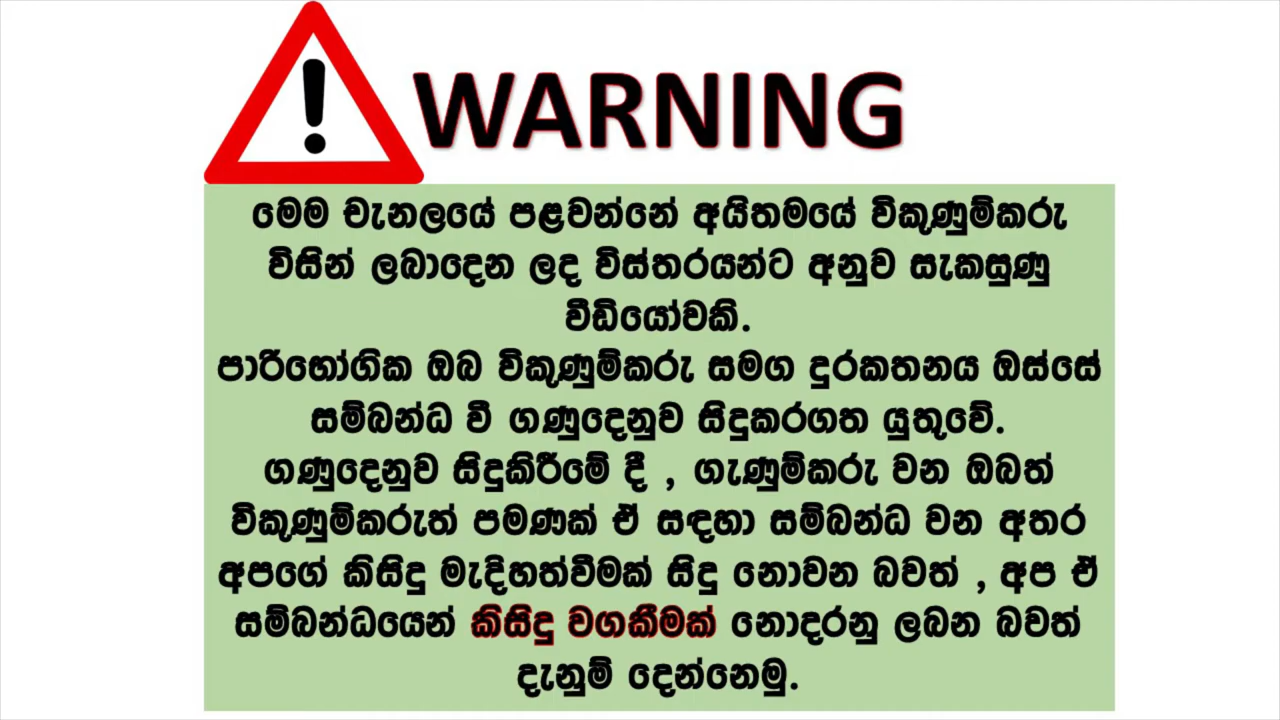 WARNING
මෙම චැනලයේ පළවන්නේ අයිතමයේ විකුණුම්කරු
විසින් ලබාදෙන ලද විස්තරයන්ට අනුව සැකසුණු
වීඩියෝවකි.
පාරිභෝගික ඔබ විකුණුම්කරු සමග දුරකතනය ඔස්සේ
සම්බන්ධ වී ගණුදෙනුව සිදුකරගත යුතුවේ.
ගණුදෙනුව සිදුකිරීමේ දී , ගැණුම්කරු වන ඔබත්
විකුණුම්කරුත් පමණක් ඒ සඳහා සම්බන්ධ වන අතර
අපගේ කිසිදු මැදිහත්වීමක් සිදු නොවන බවත් , අප ඒ
සම්බන්ධයෙන් කිසිදු වගකීමක් නොදරනු ලබන බවත්
දැනුම් දෙන්නෙමු.